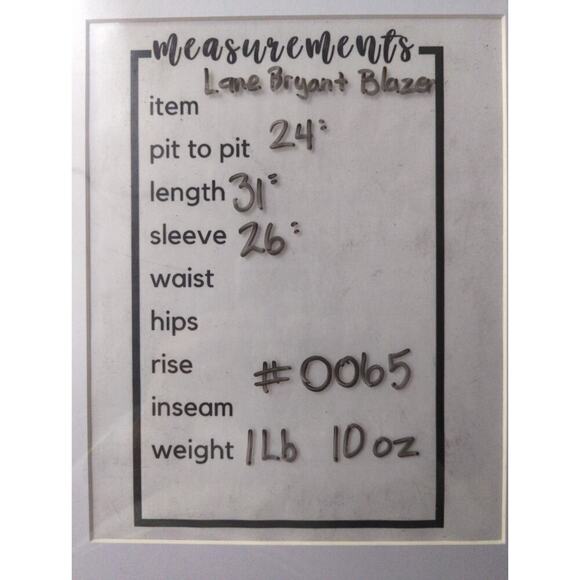 measurements
Lane Bryant Blazer
item
pit to pit 24"
length 31"
sleeve 26"
waist
hips
rise
#0065
inseam
weight 1Lb 10oz